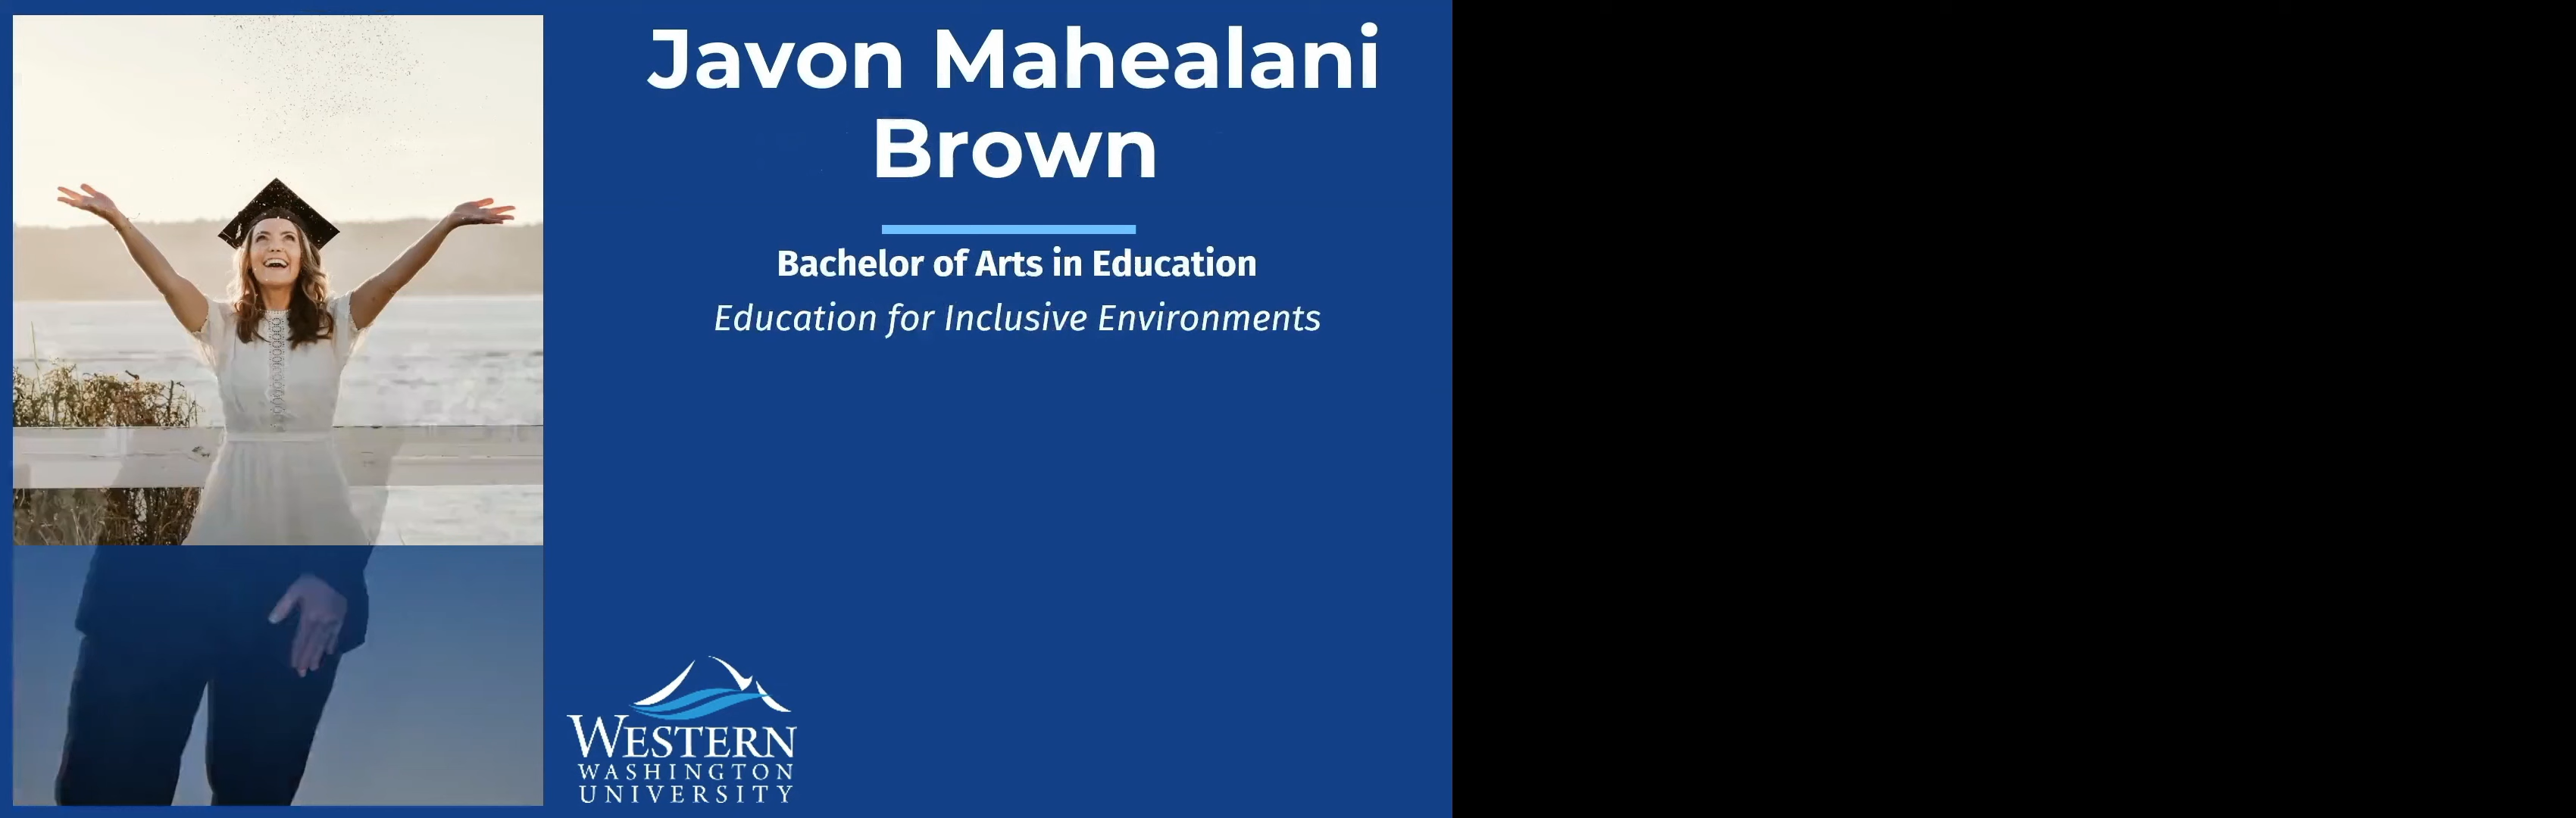 Javon Mahealani
Brown
Bachelor of Arts in Education
Education for Inclusive Environments
WESTERN
WASHINGTON
UNIVERSITY